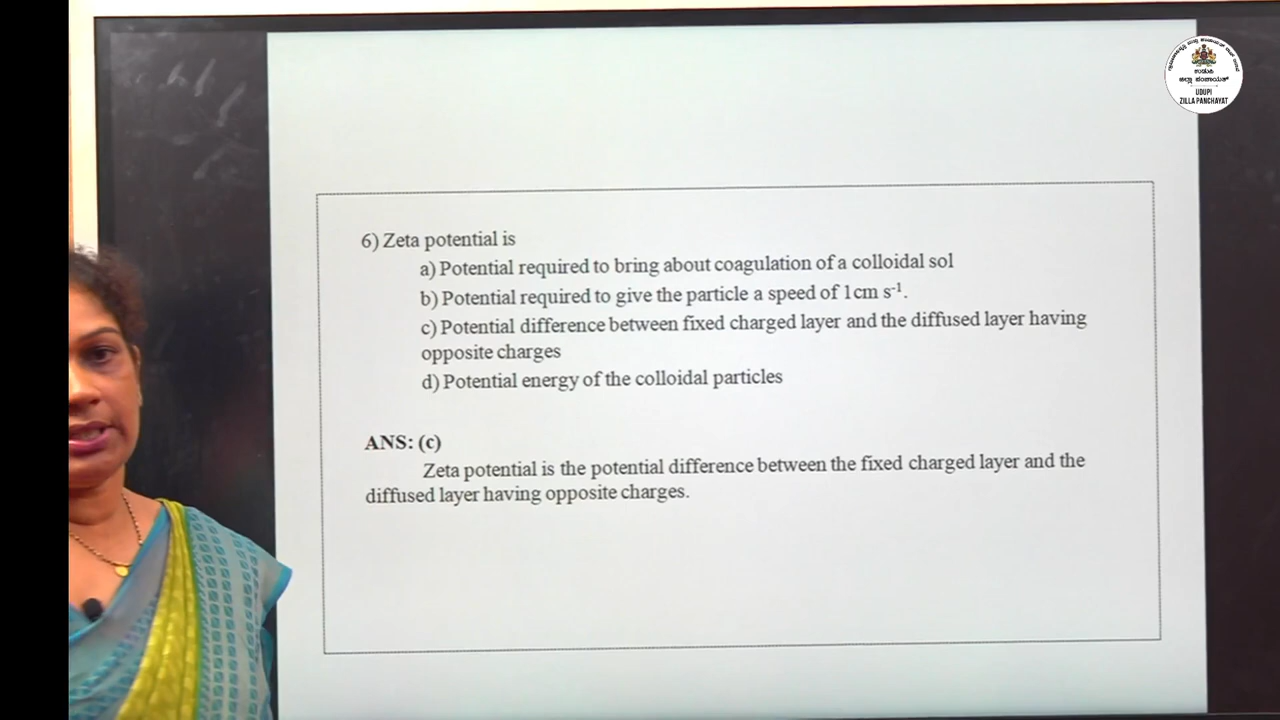 6) Zeta potential is
a) Potential required to bring about coagulation of a colloidal sol
b) Potential required to give the particle a speed of 1cm s⁻¹.
c) Potential difference between fixed charged layer and the diffused layer having
opposite charges
d) Potential energy of the colloidal particles
ANS: (c)
Zeta potential is the potential difference between the fixed charged layer and the
diffused layer having opposite charges.
ಉಡುಪಿ
ಜಿಲ್ಲಾ ಪಂಚಾಯತ್
UDUPI
ZILLA PANCHAYAT